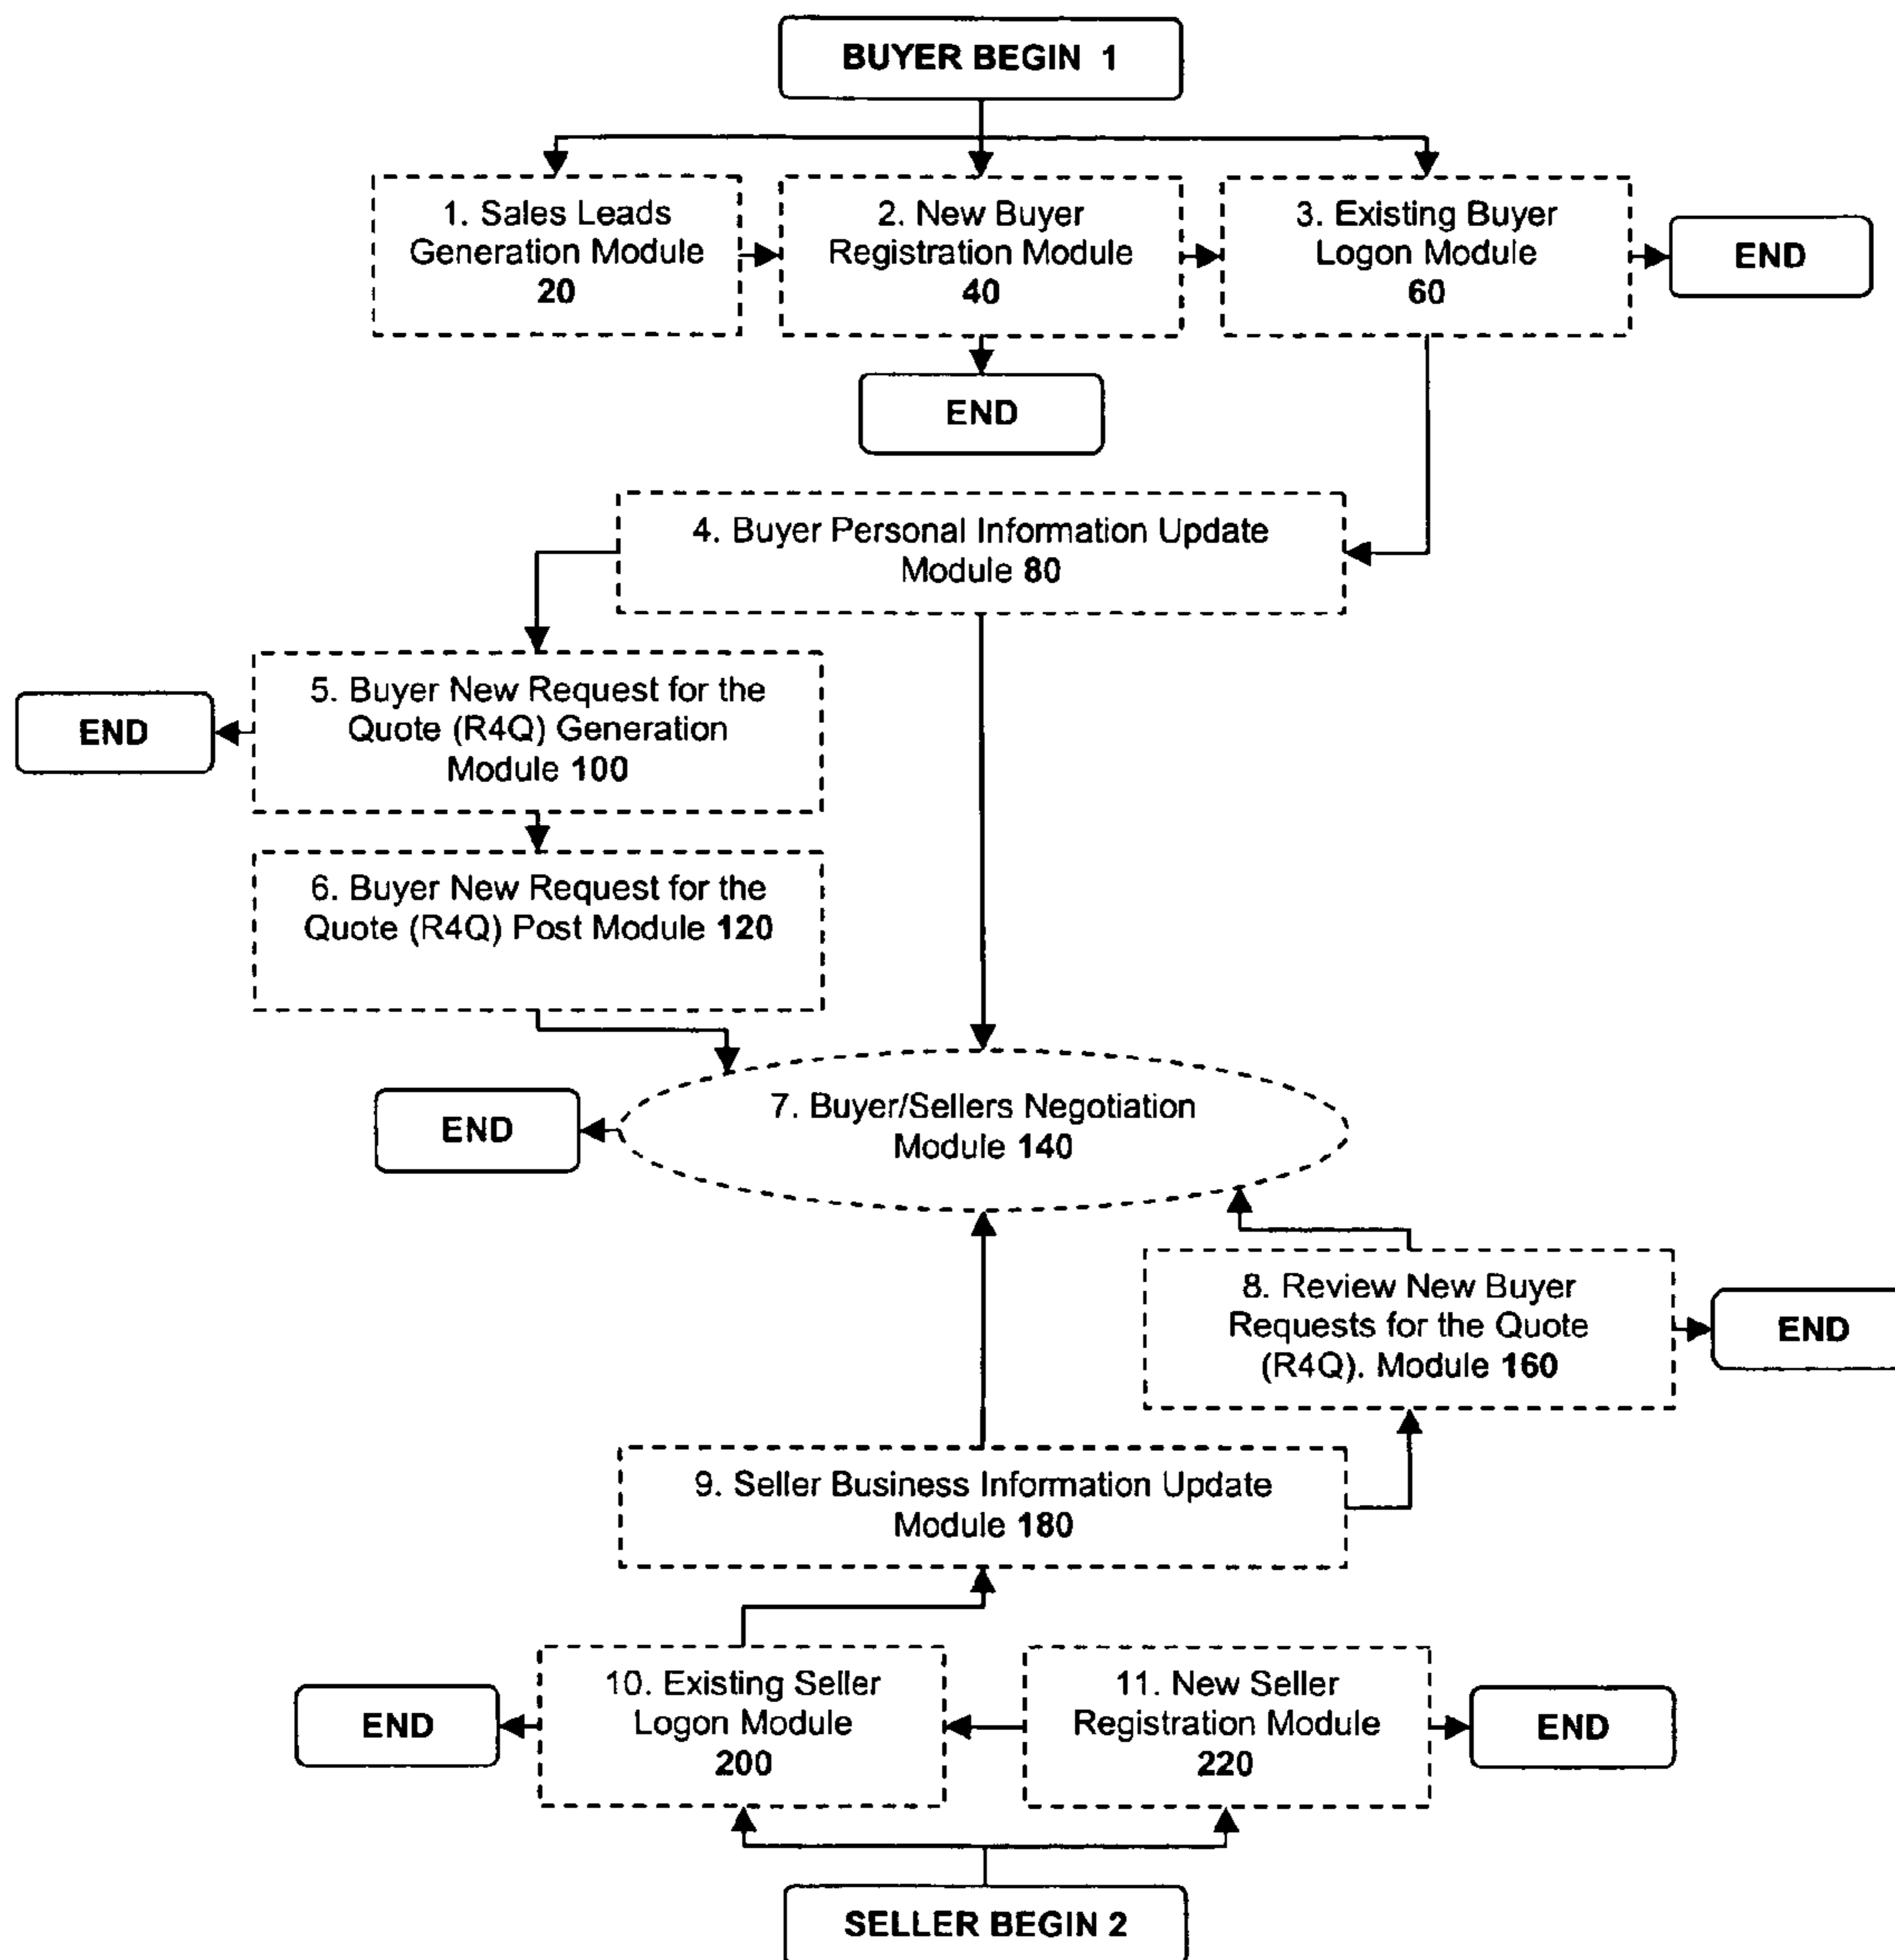 BUYER BEGIN 1
1. Sales Leads
Generation Module
20
2. New Buyer
Registration Module
40
3. Existing Buyer
Logon Module
60
END
END
4. Buyer Personal Information Update
Module 80
5. Buyer New Request for the
Quote (R4Q) Generation
Module 100
END
6. Buyer New Request for the
Quote (R4Q) Post Module 120
7. Buyer/Sellers Negotiation
Module 140
END
8. Review New Buyer
Requests for the Quote
(R4Q). Module 160
END
9. Seller Business Information Update
Module 180
END
10. Existing Seller
Logon Module
200
11. New Seller
Registration Module
220
END
SELLER BEGIN 2